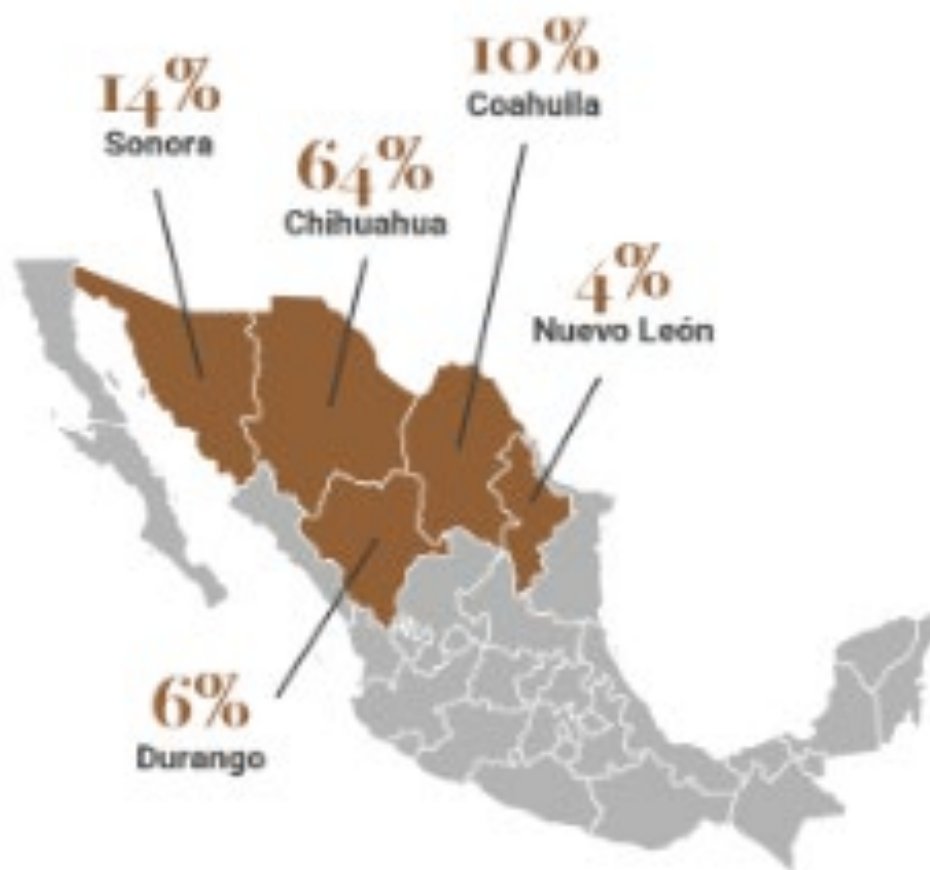 10%
Coahuila
14%
Sonora
64%
Chihuahua
4%
Nuevo León
6%
Durango